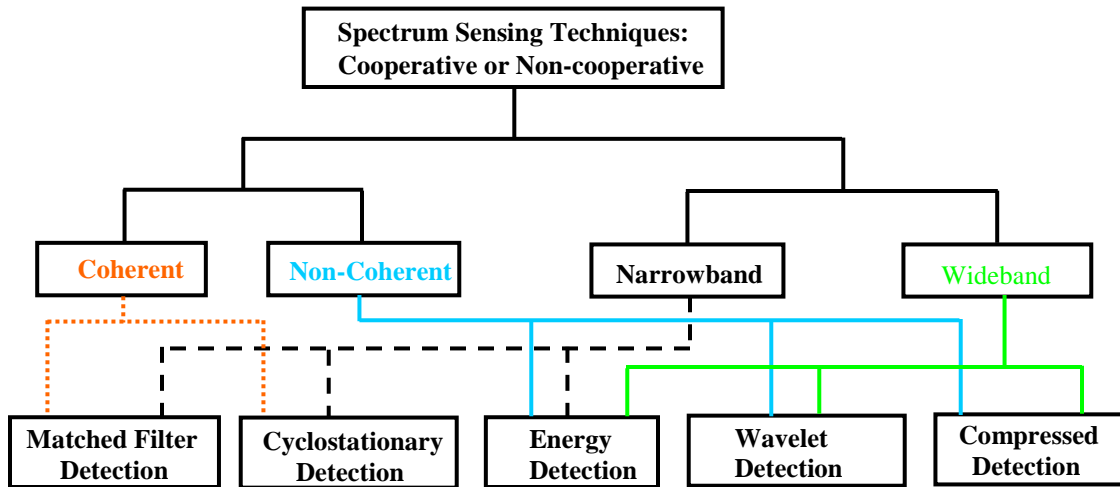 Spectrum Sensing Techniques:
Cooperative or Non-cooperative
Coherent
Non-Coherent
Narrowband
Wideband
Matched Filter
Detection
Cyclostationary
Detection
Energy
Detection
Wavelet
Detection
Compressed
Detection